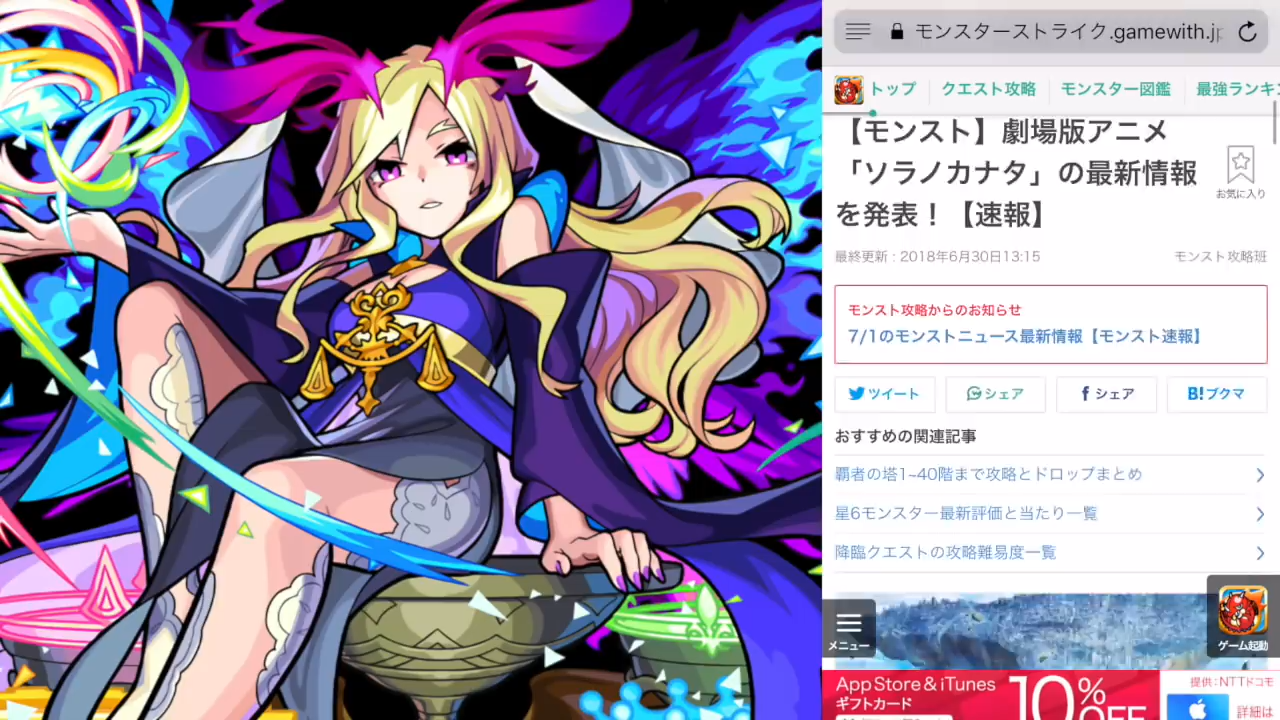 モンスターストライク.gamewith.jp
トップ
クエスト攻略
モンスター図鑑
最強ランキ
【モンスト】劇場版アニメ
「ソラノカナタ」の最新情報
を発表！【速報】
お気に入り
最終更新 : 2018年6月30日13:15
モンスト攻略班
モンスト攻略からのお知らせ
7/1のモンストニュース最新情報【モンスト速報】
ツイート
シェア
シェア
B!ブクマ
おすすめの関連記事
覇者の塔1~40階まで攻略とドロップまとめ
星6モンスター最新評価と当たり一覧
降臨クエストの攻略難易度一覧
メニュー
ゲーム起動
App Store & iTunes
ギフトカード
10%
OFF
提供：NTTドコモ
詳細は